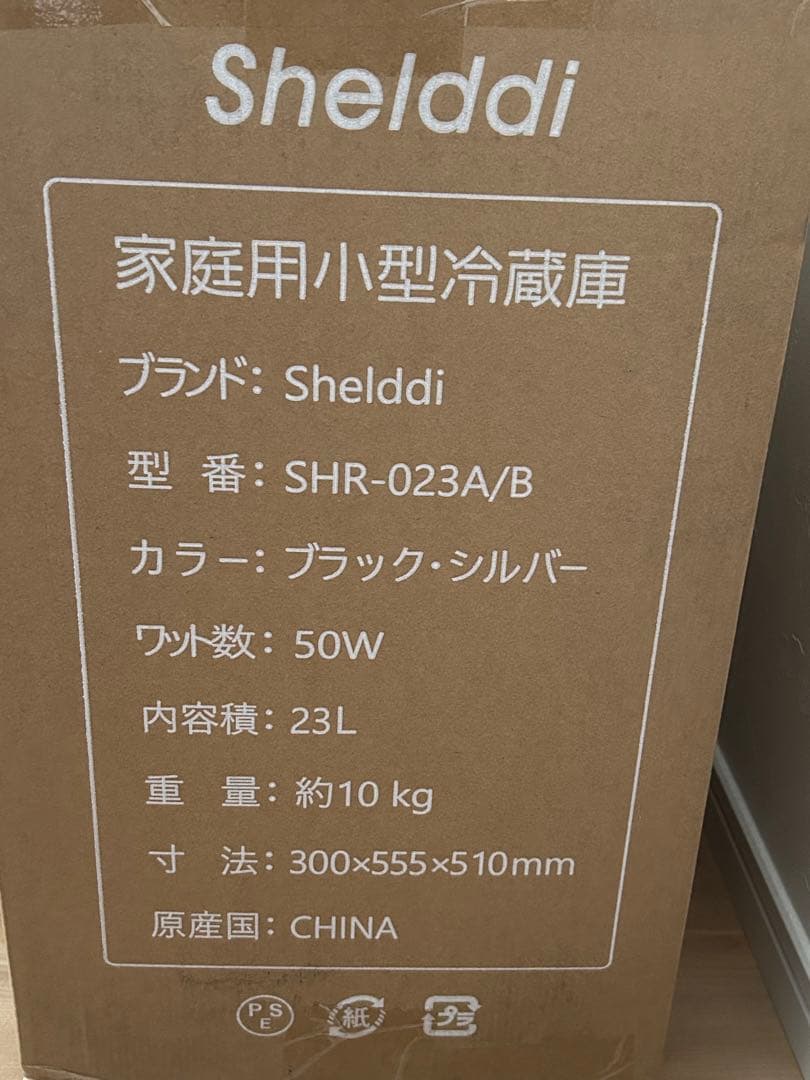 Shelddi
家庭用小型冷蔵庫
ブランド：Shelddi
型 番：SHR-023A/B
カラー：ブラック・シルバー
ワット数：50W
内容積：23L
重 量：約10 kg
寸 法：300×555×510mm
原産国：CHINA
PSE 紙 プラ